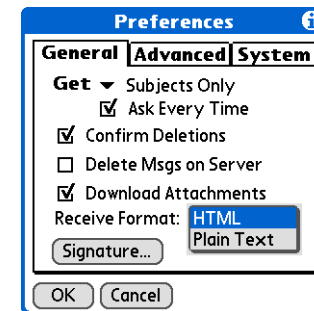 Preferences i
General Advanced System
Get Subjects Only
Ask Every Time
Confirm Deletions
Delete Msgs on Server
Download Attachments
Receive Format: HTML
Plain Text
Signature...
OK Cancel